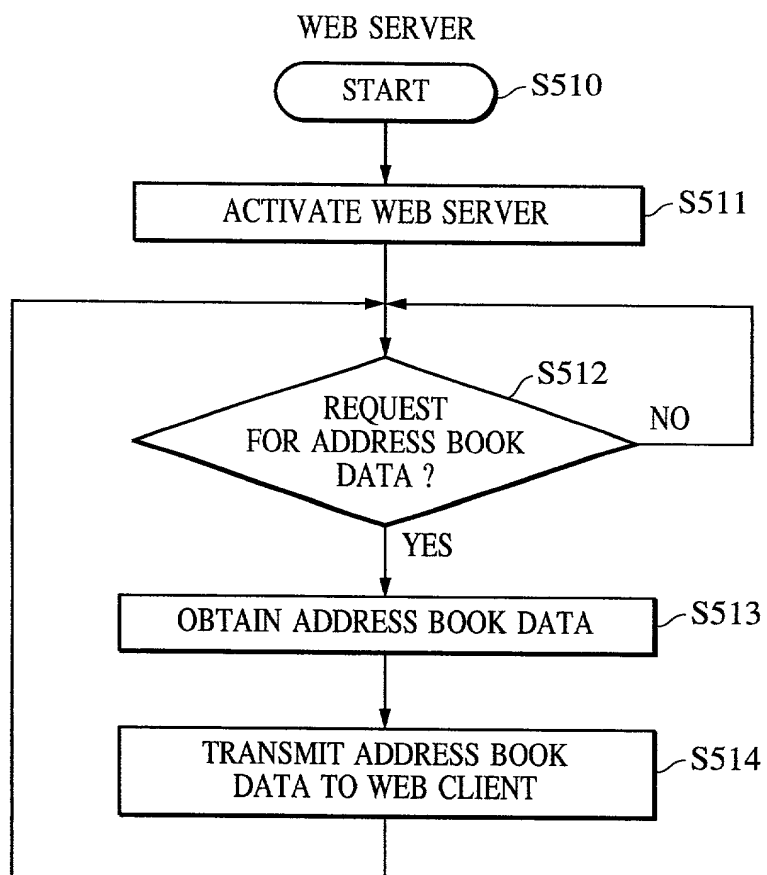 WEB SERVER
START
S510
ACTIVATE WEB SERVER
S511
S512
REQUEST
FOR ADDRESS BOOK
DATA ?
NO
YES
OBTAIN ADDRESS BOOK DATA
S513
TRANSMIT ADDRESS BOOK
DATA TO WEB CLIENT
S514